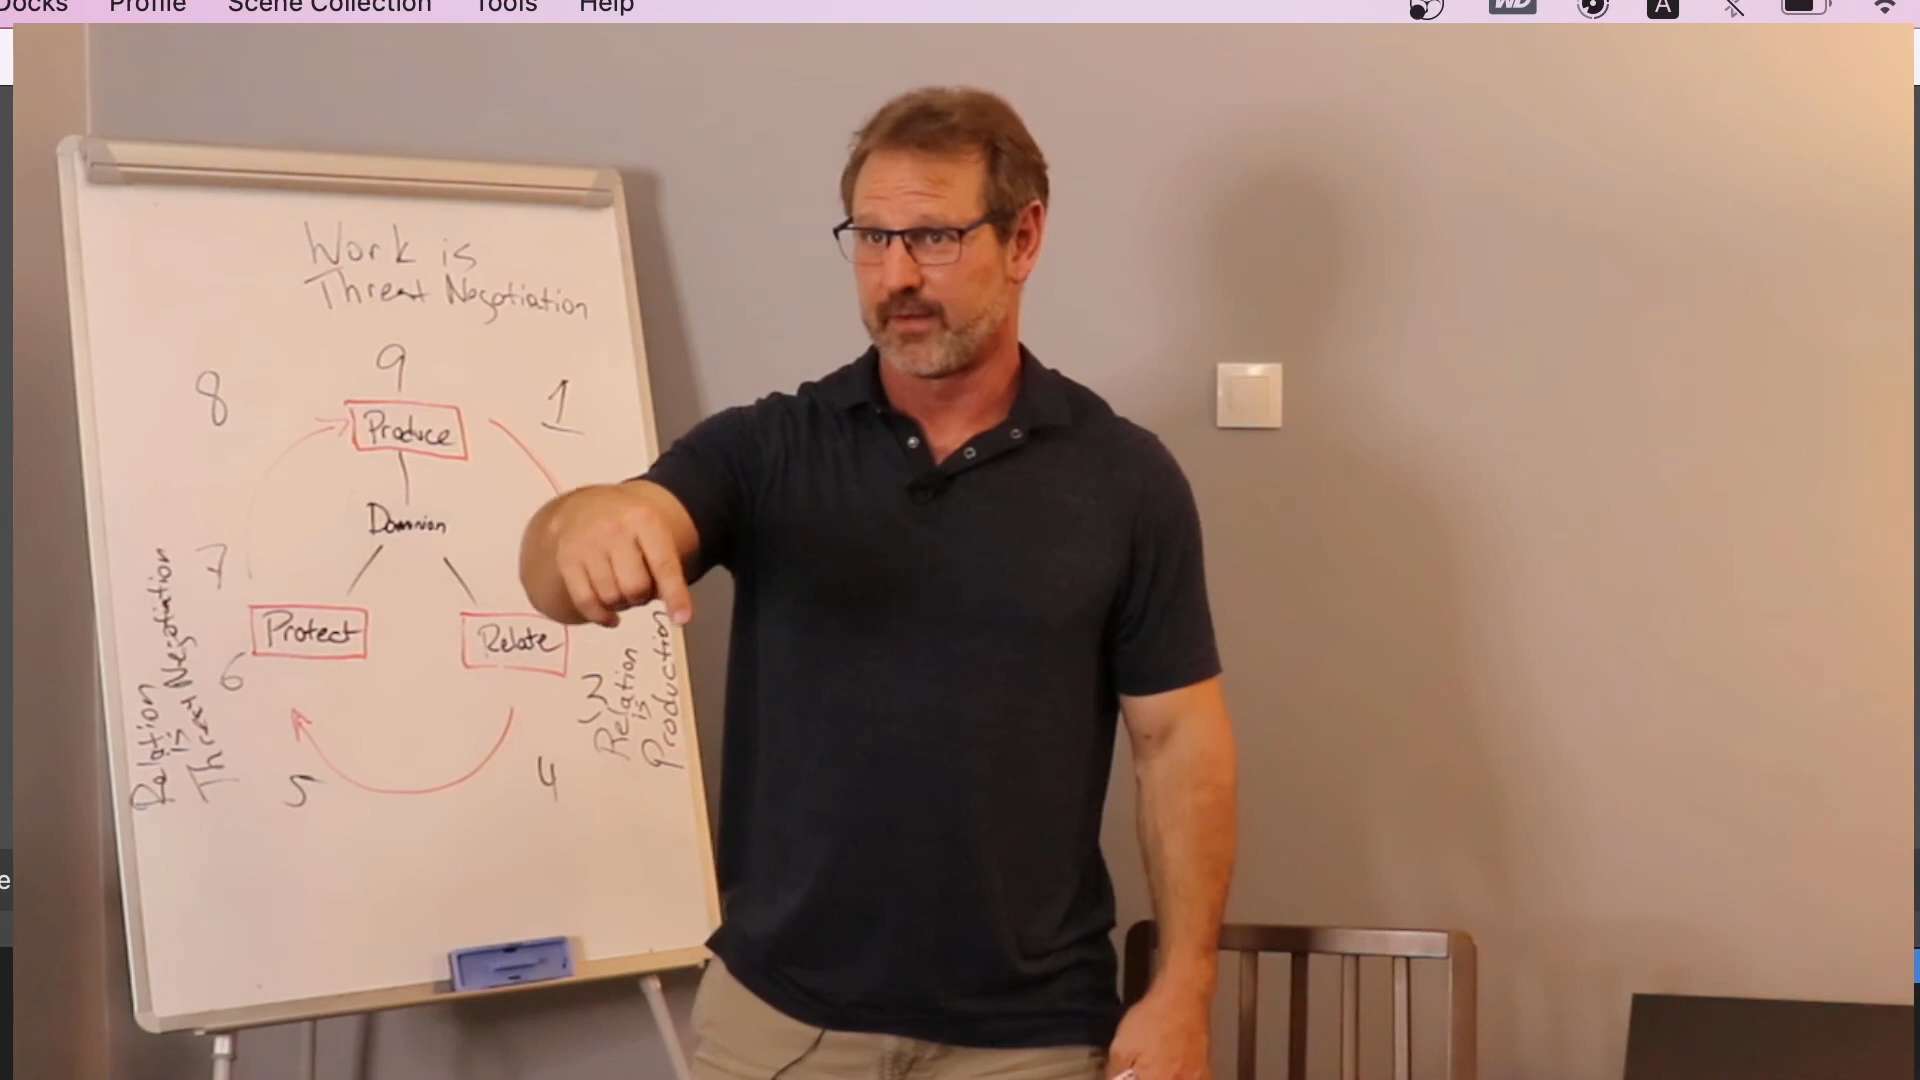 Docks Profile Scene Collection Tools Help
WD
A
Work is
Threat Negotiation
9
8
1
Produce
Dominion
7
Protect
Relate
6
3
Relation
is
Threat Negotiation
Relation
is
Production
5
4
e